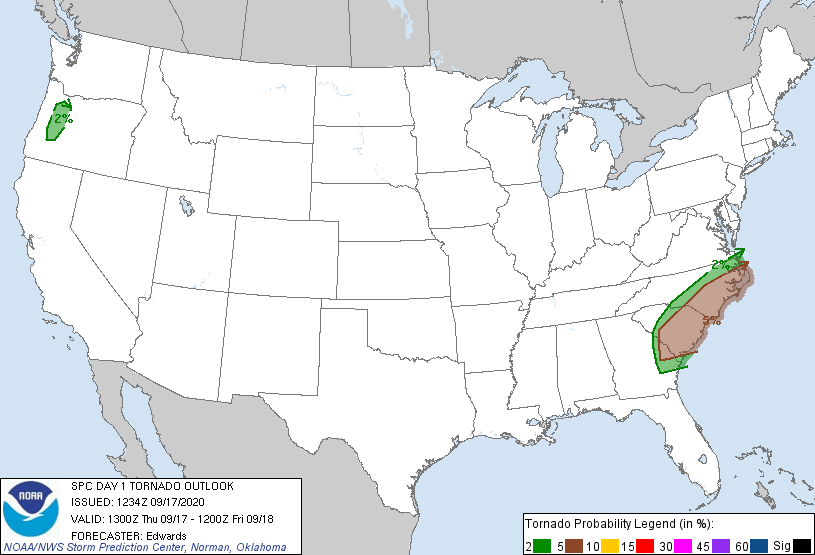 2%
2%
5%
NOAA
SPC DAY 1 TORNADO OUTLOOK
ISSUED: 1234Z 09/17/2020
VALID: 1300Z Thu 09/17 - 1200Z Fri 09/18
FORECASTER: Edwards
NOAA/NWS Storm Prediction Center, Norman, Oklahoma
Tornado Probability Legend (in %):
2 5 10 15 30 45 60 Sig